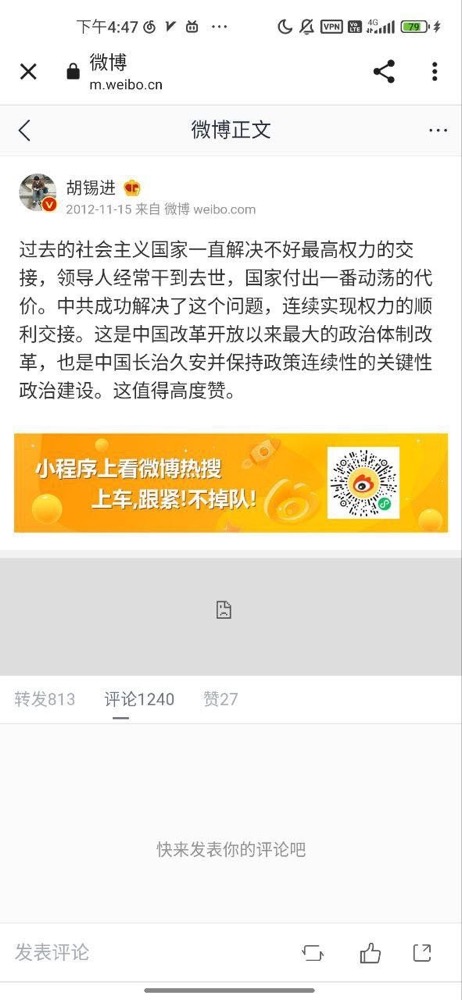 下午4:47 ···
VPN Vo LTE 4G 79
微博
m.weibo.cn
微博正文
胡锡进
2012-11-15 来自 微博 weibo.com
过去的社会主义国家一直解决不好最高权力的交
接，领导人经常干到去世，国家付出一番动荡的代
价。中共成功解决了这个问题，连续实现权力的顺
利交接。这是中国改革开放以来最大的政治体制改
革，也是中国长治久安并保持政策连续性的关键性
政治建设。这值得高度赞。
小程序上看微博热搜
上车,跟紧!不掉队!
转发813 评论1240 赞27
快来发表你的评论吧
发表评论